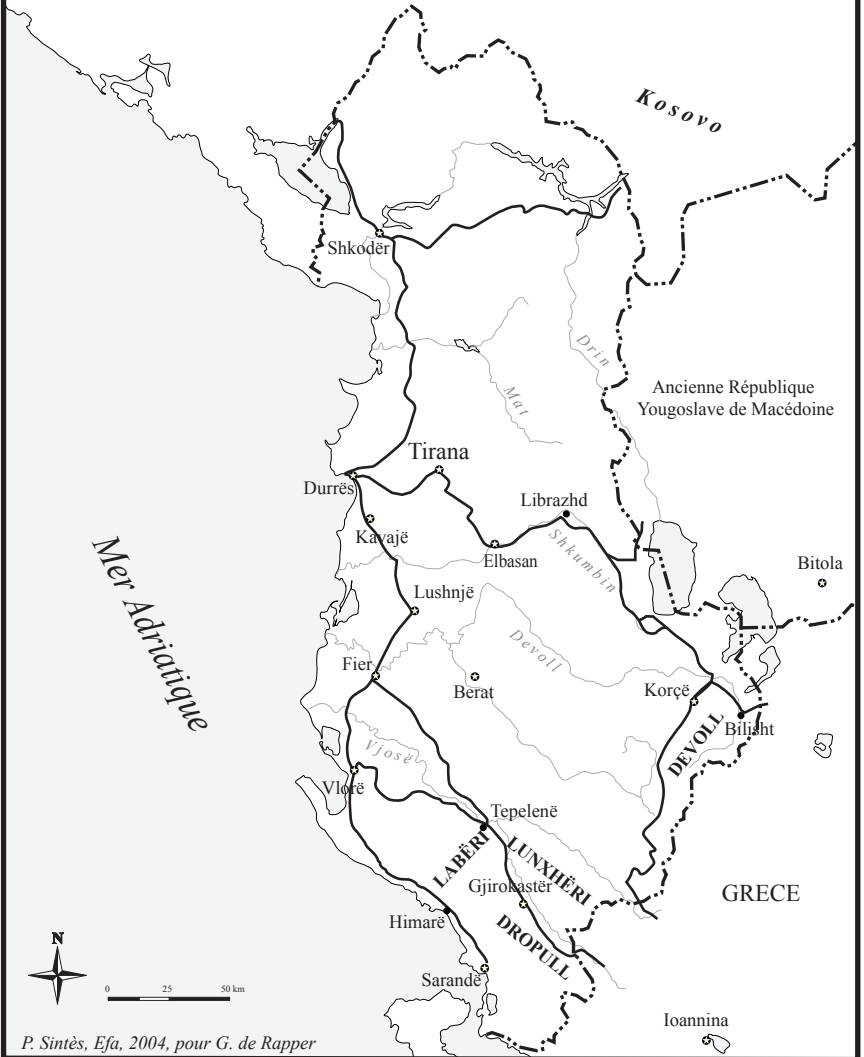 Kosovo
Shkodër
Drin
Mat
Ancienne République
Yougoslave de Macédoine
Tirana
Durrës
Librazhd
Kavajë
Elbasan
Shkumbin
Bitola
Mer Adriatique
Lushnjë
Devoll
Fier
Berat
Korçë
Bilisht
DEVOLL
Vjosë
Vlorë
Tepelenë
LABËRI
LUNXHËRI
Gjirokastër
GRECE
Himarë
DROPULL
N
0 25 50 km
Sarandë
Ioannina
P. Sintès, Efa, 2004, pour G. de Rapper